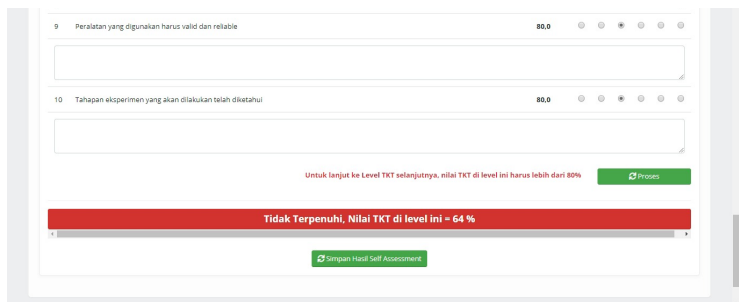 9 Peralatan yang digunakan harus valid dan reliable 80,0
10 Tahapan eksperimen yang akan dilakukan telah diketahui 80,0
Untuk lanjut ke Level TKT selanjutnya, nilai TKT di level ini harus lebih dari 80% Proses
Tidak Terpenuhi, Nilai TKT di level ini = 64 %
Simpan Hasil Self Assessment